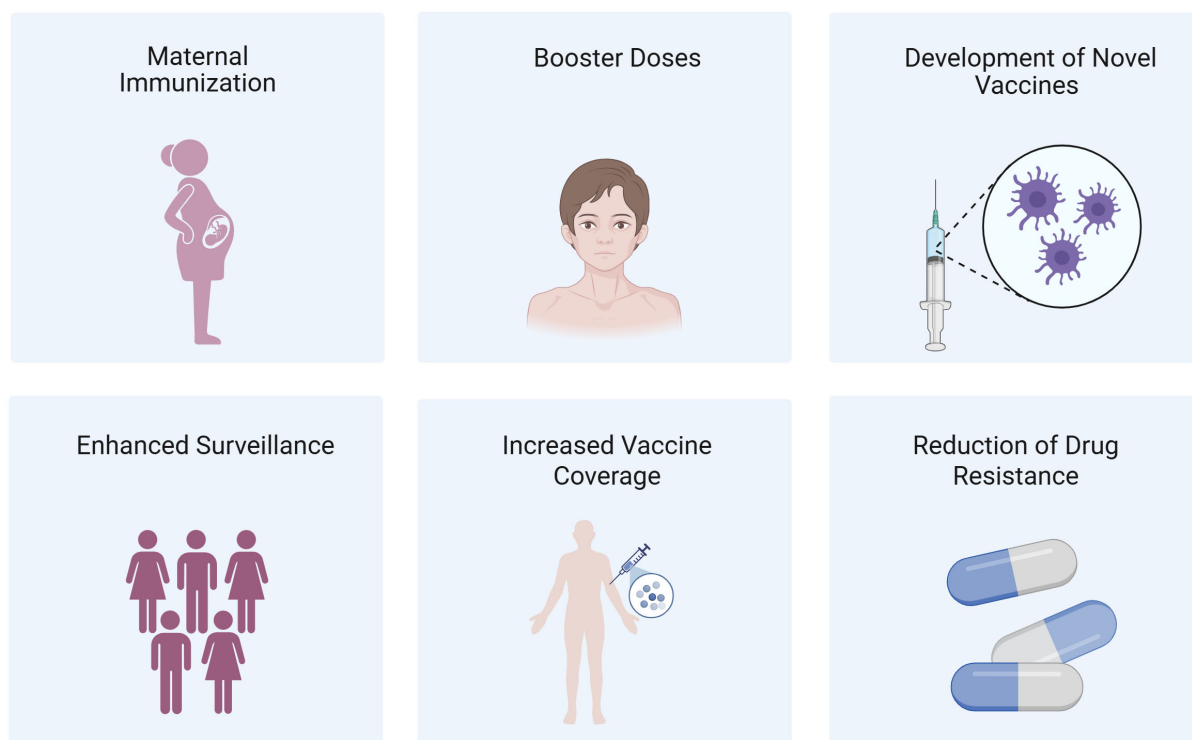 Maternal
Immunization
Booster Doses
Development of Novel
Vaccines
Enhanced Surveillance
Increased Vaccine
Coverage
Reduction of Drug
Resistance